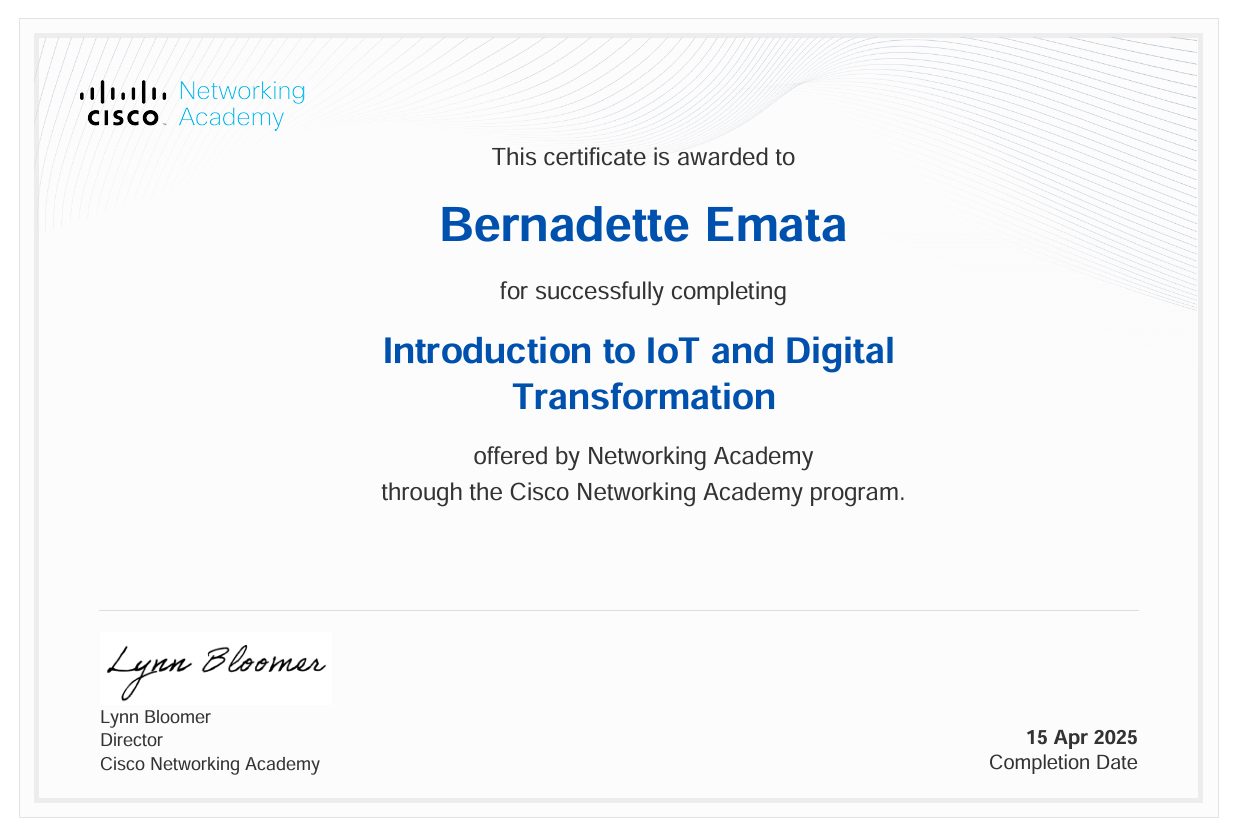 Networking
CISCO Academy
This certificate is awarded to
Bernadette Emata
for successfully completing
Introduction to IoT and Digital
Transformation
offered by Networking Academy
through the Cisco Networking Academy program.
Lynn Bloomer
Lynn Bloomer
Director
Cisco Networking Academy
15 Apr 2025
Completion Date